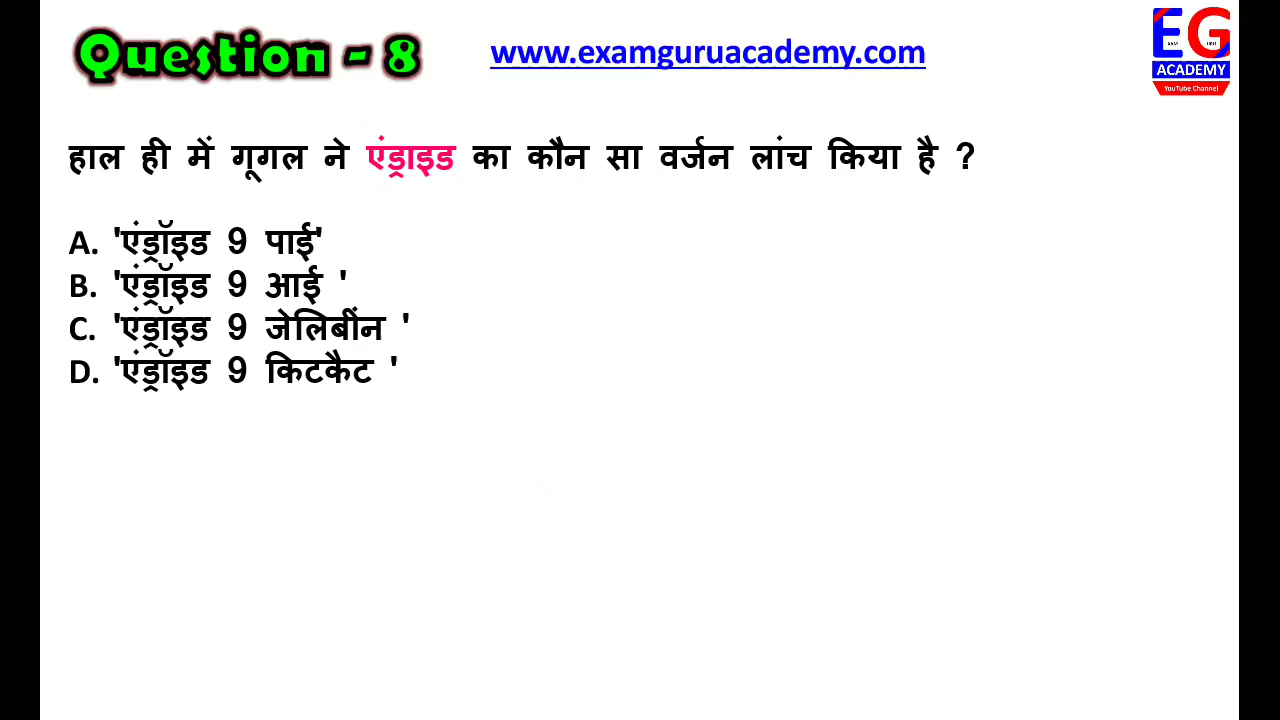 Question - 8
www.examguruacademy.com
EG
ACADEMY
YouTube Channel
हाल ही में गूगल ने एंड्राइड का कौन सा वर्जन लांच किया है ?
A. 'एंड्रॉइड 9 पाई'
B. 'एंड्रॉइड 9 आई '
C. 'एंड्रॉइड 9 जेलिबींन '
D. 'एंड्रॉइड 9 किटकैट '